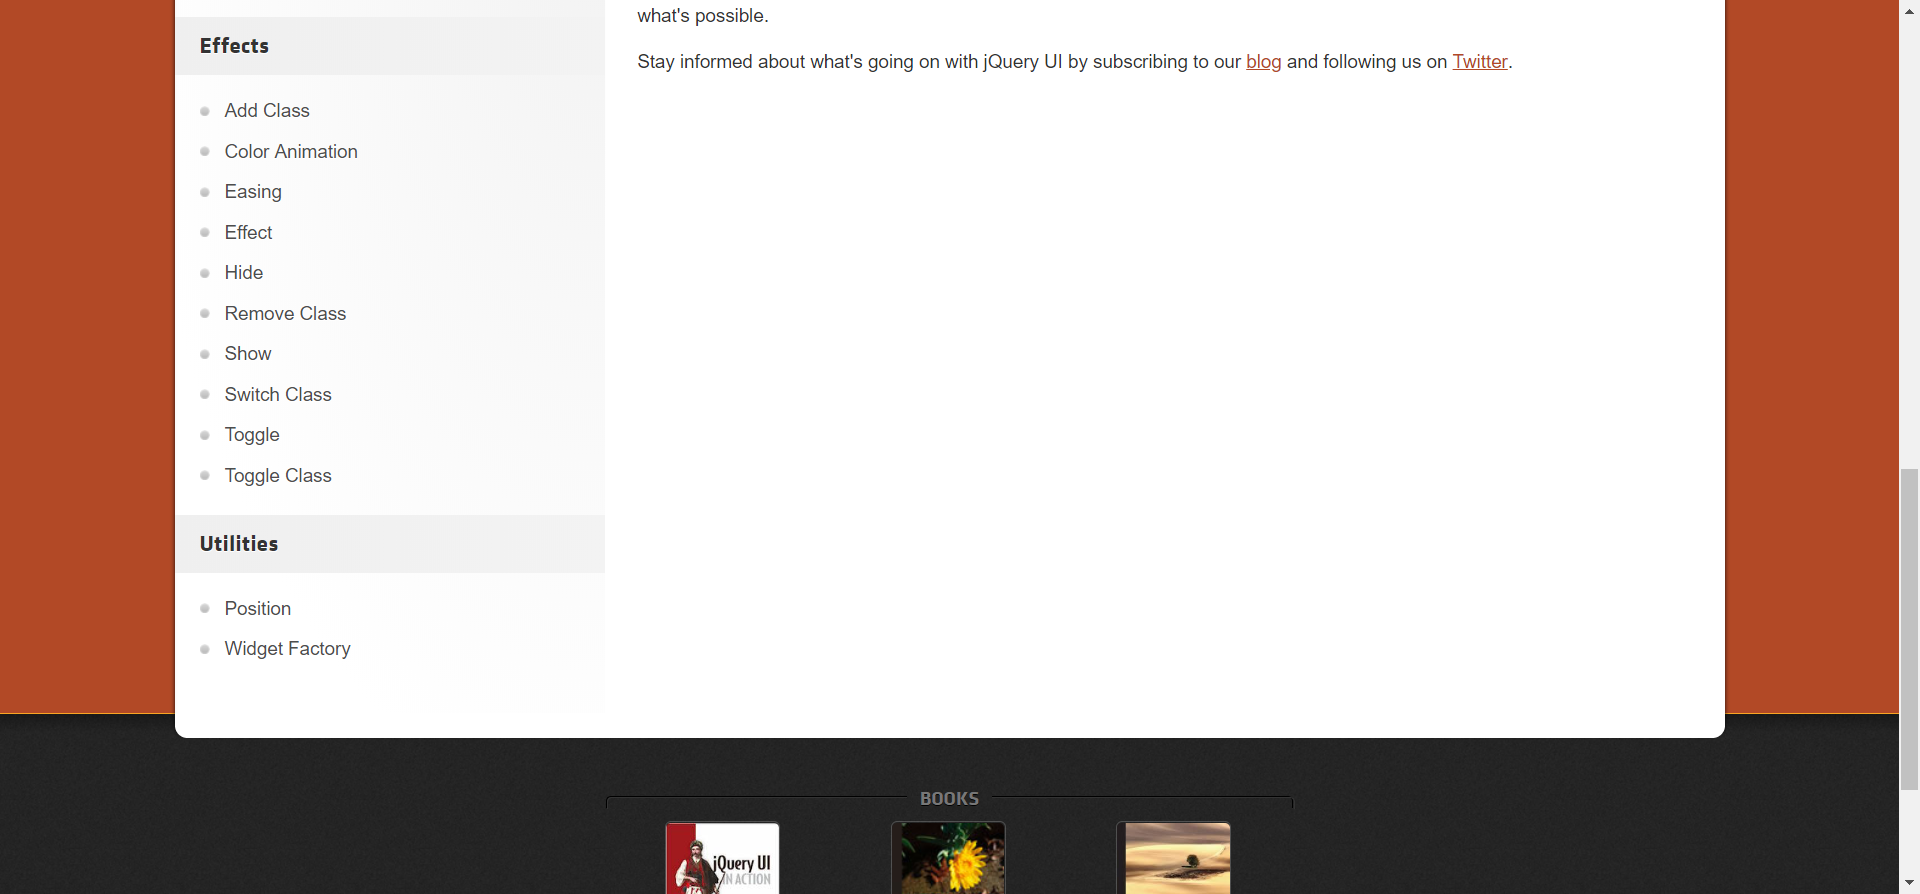 what's possible.
Stay informed about what's going on with jQuery UI by subscribing to our blog and following us on Twitter.
Effects
Add Class
Color Animation
Easing
Effect
Hide
Remove Class
Show
Switch Class
Toggle
Toggle Class
Utilities
Position
Widget Factory
BOOKS
jQuery UI
IN ACTION